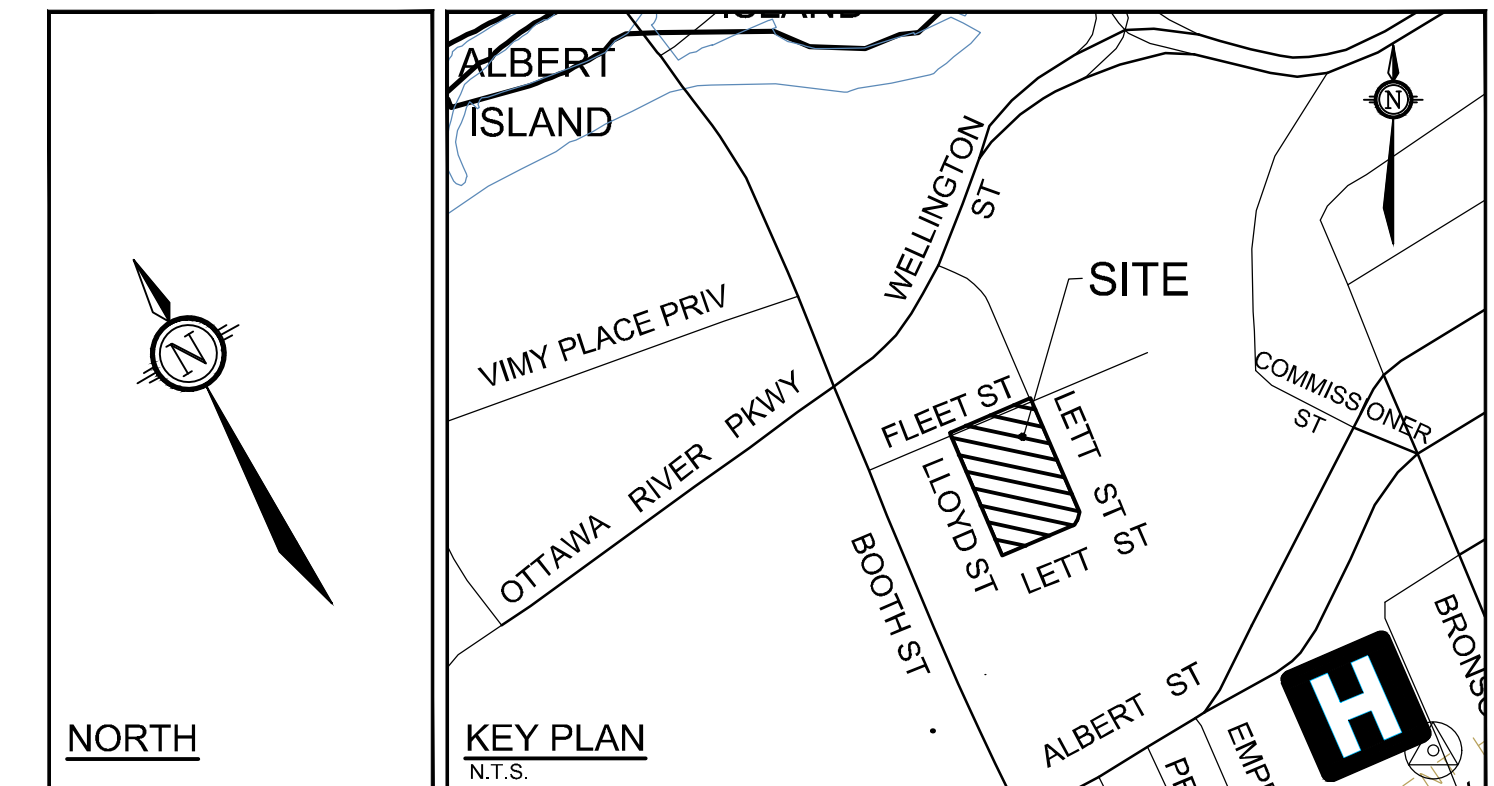 ISLAND
ALBERT
ISLAND
N
N
WELLINGTON
ST
SITE
VIMY PLACE PRIV
OTTAWA RIVER PKWY
FLEET ST
LETT ST
LLOYD ST
LETT ST
COMMISSIONER
ST
BOOTH ST
ALBERT ST
H
NORTH
KEY PLAN
N.T.S.